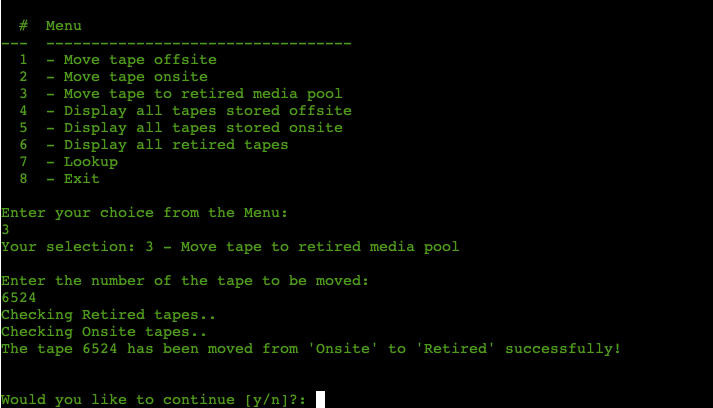 #  Menu
---  ----------------------------------
1  - Move tape offsite
2  - Move tape onsite
3  - Move tape to retired media pool
4  - Display all tapes stored offsite
5  - Display all tapes stored onsite
6  - Display all retired tapes
7  - Lookup
8  - Exit
Enter your choice from the Menu:
3
Your selection: 3 - Move tape to retired media pool
Enter the number of the tape to be moved:
6524
Checking Retired tapes..
Checking Onsite tapes..
The tape 6524 has been moved from 'Onsite' to 'Retired' successfully!
Would you like to continue [y/n]?: